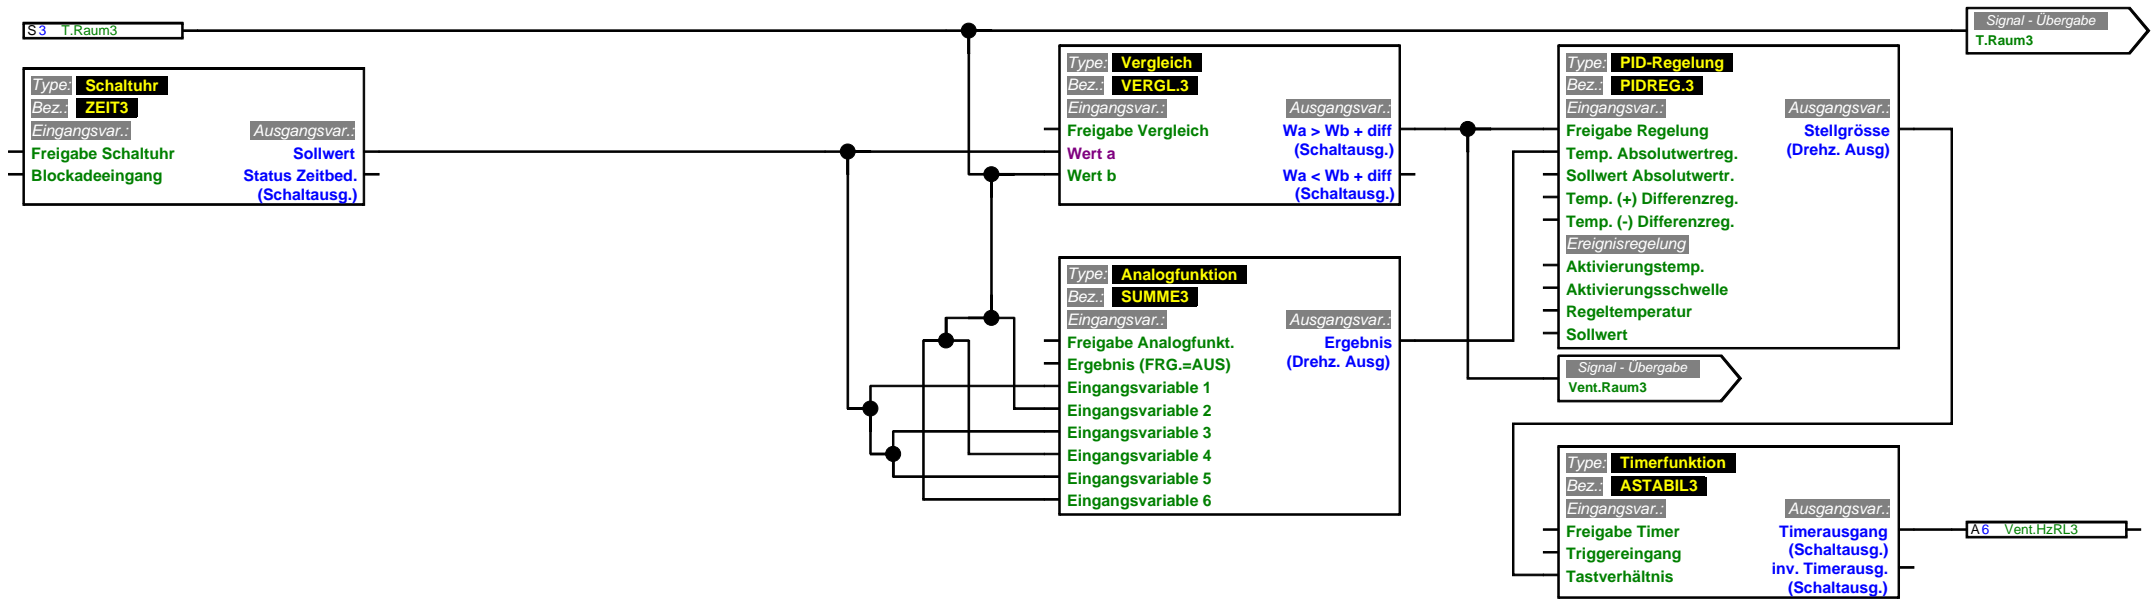 S3 T.Raum3
Signal - Übergabe
T.Raum3
Type: Schaltuhr
Bez.: ZEIT3
Eingangsvar.: Ausgangsvar.:
Freigabe Schaltuhr Sollwert
Blockadeeingang Status Zeitbed.
(Schaltausg.)
Type: Vergleich
Bez.: VERGL.3
Eingangsvar.: Ausgangsvar.:
Freigabe Vergleich Wa > Wb + diff
Wert a (Schaltausg.)
Wert b Wa < Wb + diff
(Schaltausg.)
Type: PID-Regelung
Bez.: PIDREG.3
Eingangsvar.: Ausgangsvar.:
Freigabe Regelung Stellgrösse
Temp. Absolutwertreg. (Drehz. Ausg)
Sollwert Absolutwertr.
Temp. (+) Differenzreg.
Temp. (-) Differenzreg.
Ereignisregelung
Aktivierungstemp.
Aktivierungsschwelle
Regeltemperatur
Sollwert
Type: Analogfunktion
Bez.: SUMME3
Eingangsvar.: Ausgangsvar.:
Freigabe Analogfunkt. Ergebnis
Ergebnis (FRG.=AUS) (Drehz. Ausg)
Eingangsvariable 1
Eingangsvariable 2
Eingangsvariable 3
Eingangsvariable 4
Eingangsvariable 5
Eingangsvariable 6
Signal - Übergabe
Vent.Raum3
Type: Timerfunktion
Bez.: ASTABIL3
Eingangsvar.: Ausgangsvar.:
Freigabe Timer Timerausgang
Triggereingang (Schaltausg.)
Tastverhältnis inv. Timerausg.
(Schaltausg.)
A6 Vent.HzRL3